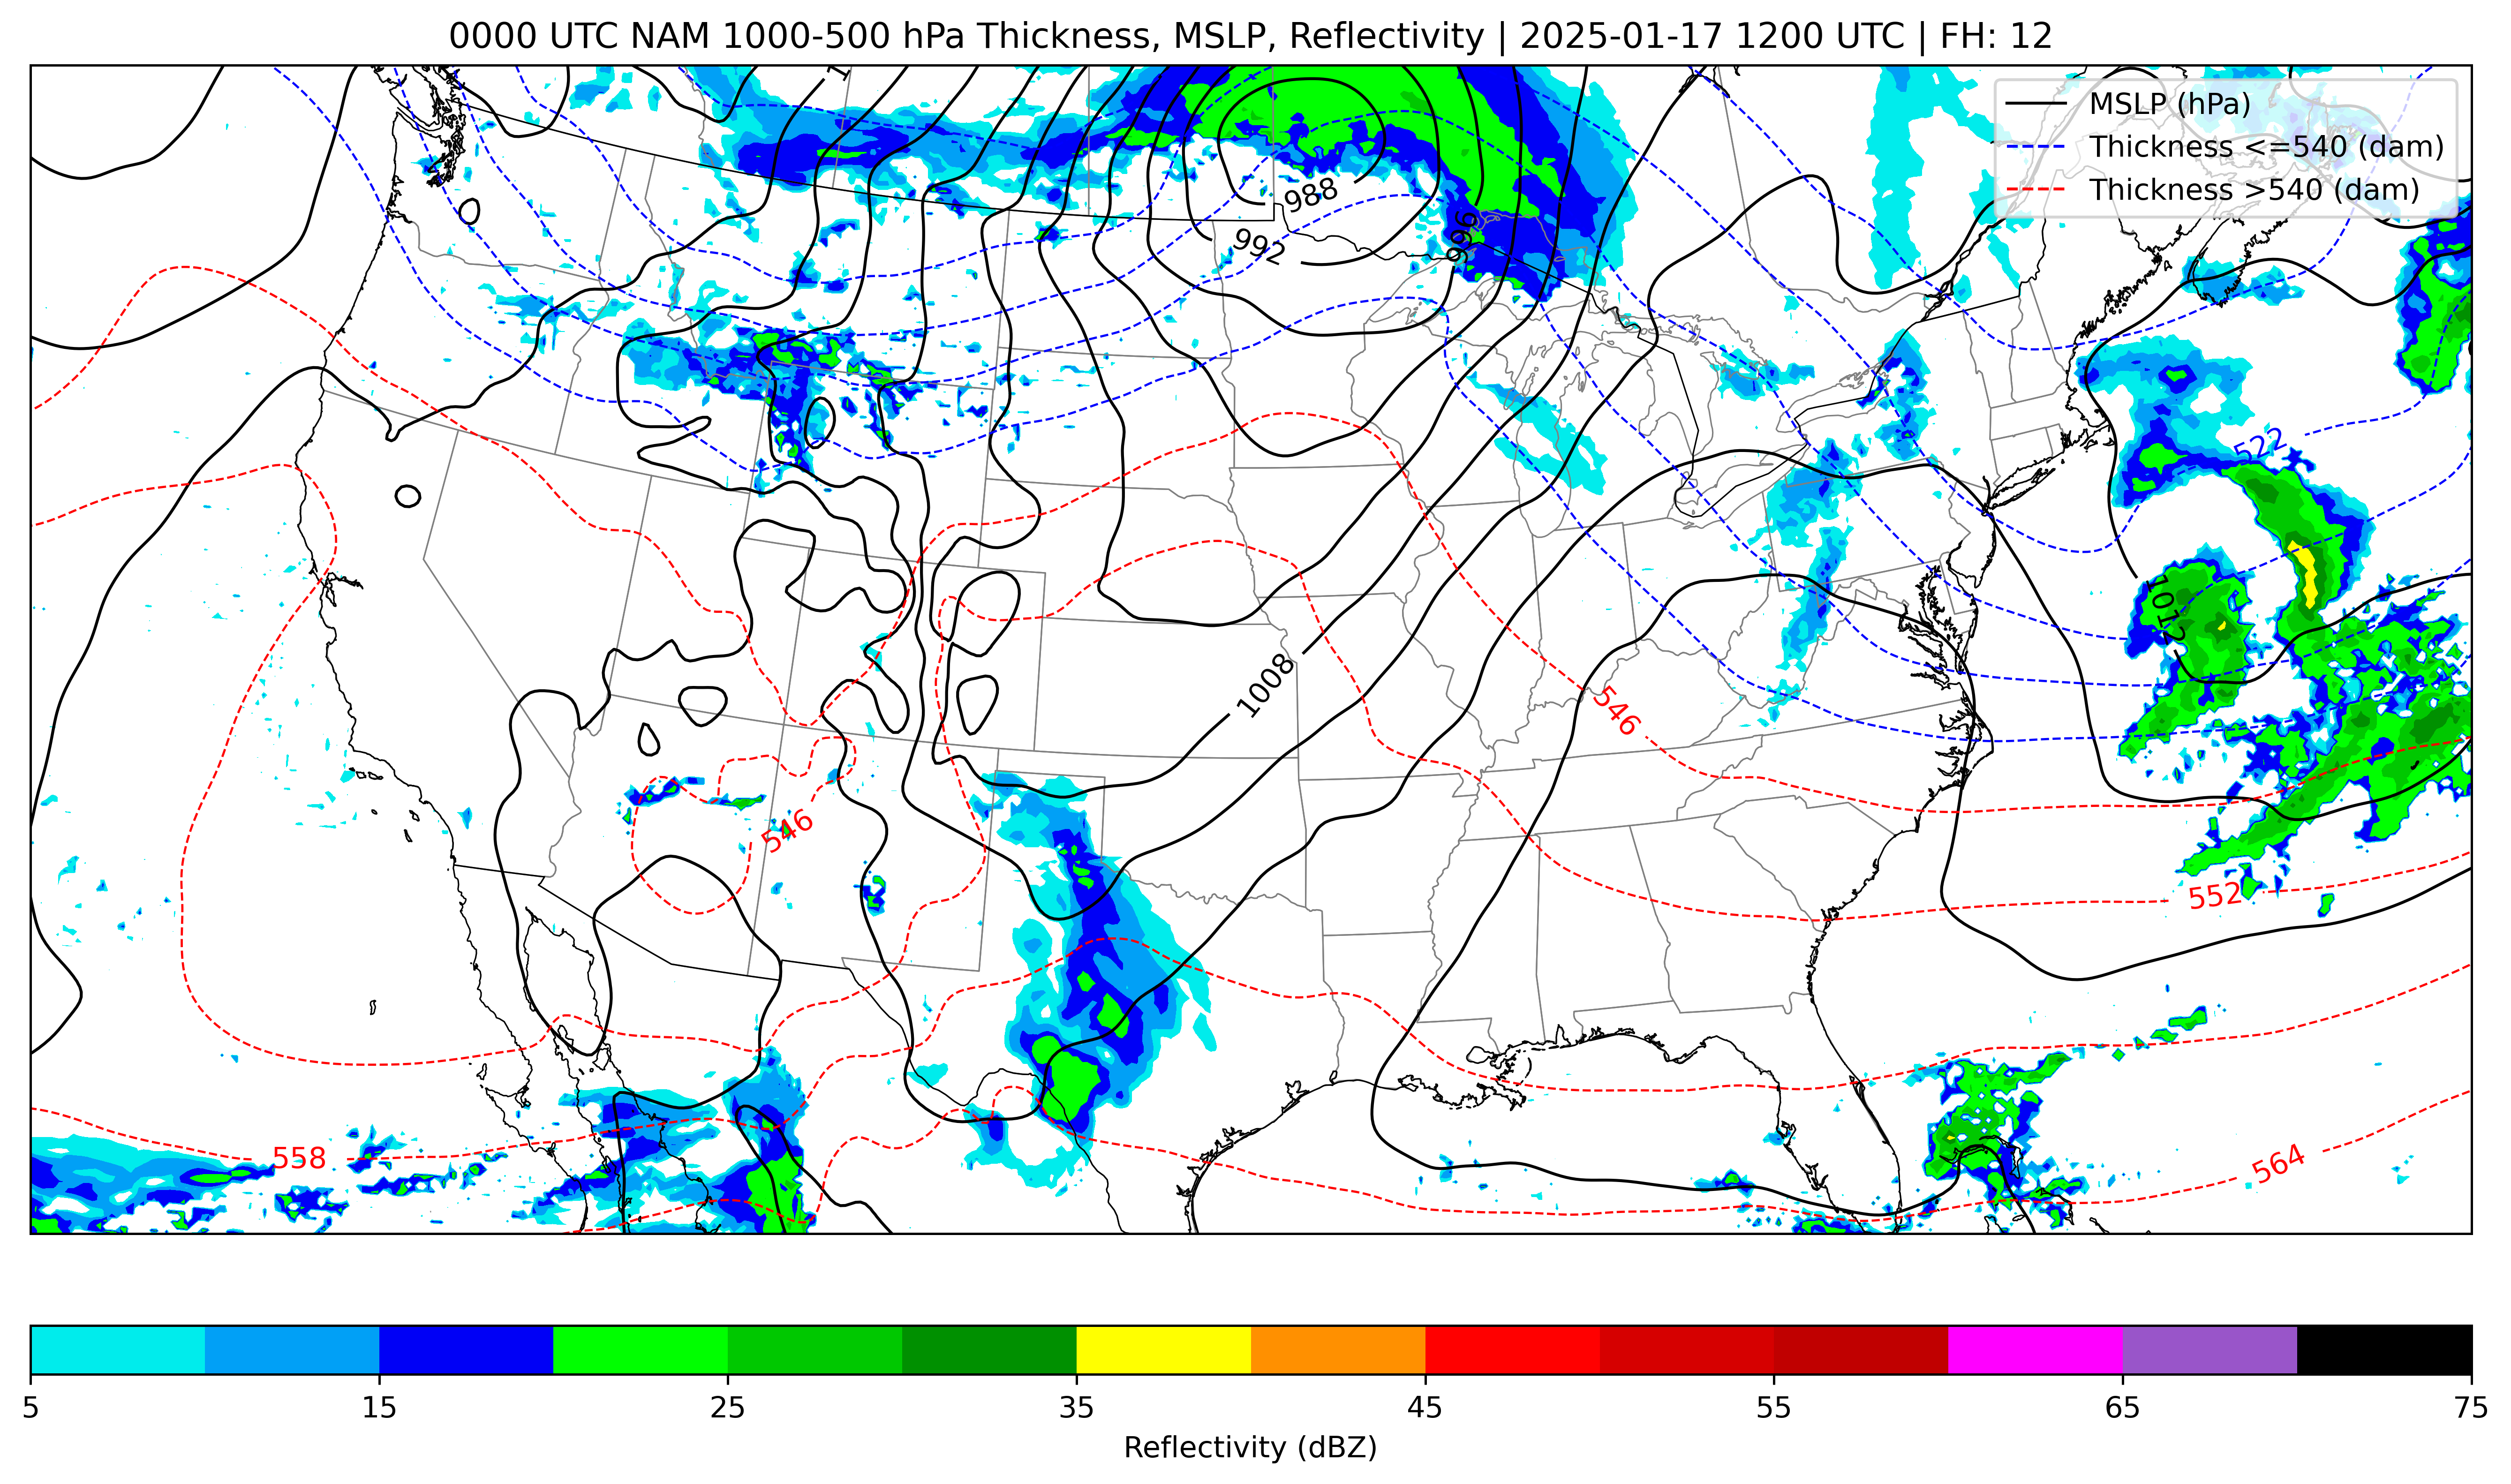 0000 UTC NAM 1000-500 hPa Thickness, MSLP, Reflectivity | 2025-01-17 1200 UTC | FH: 12
MSLP (hPa)
Thickness <=540 (dam)
Thickness >540 (dam)
988
992
996
522
1012
1008
546
546
552
558
564
5 15 25 35 45 55 65 75
Reflectivity (dBZ)